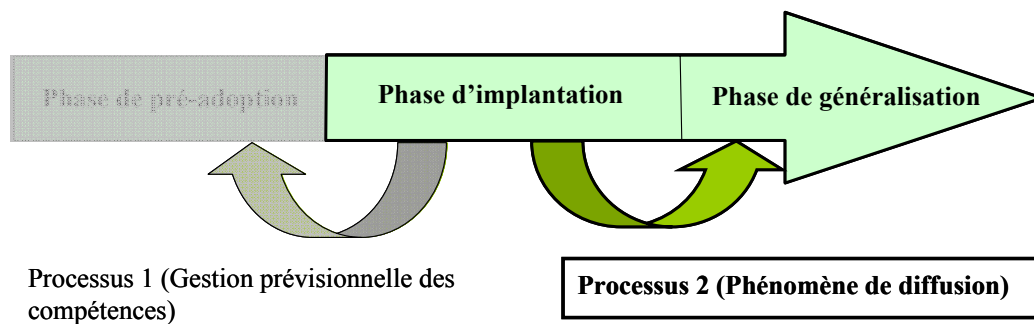 Phase de pré-adoption
Phase d’implantation
Phase de généralisation
Processus 1 (Gestion prévisionnelle des
compétences)
Processus 2 (Phénomène de diffusion)